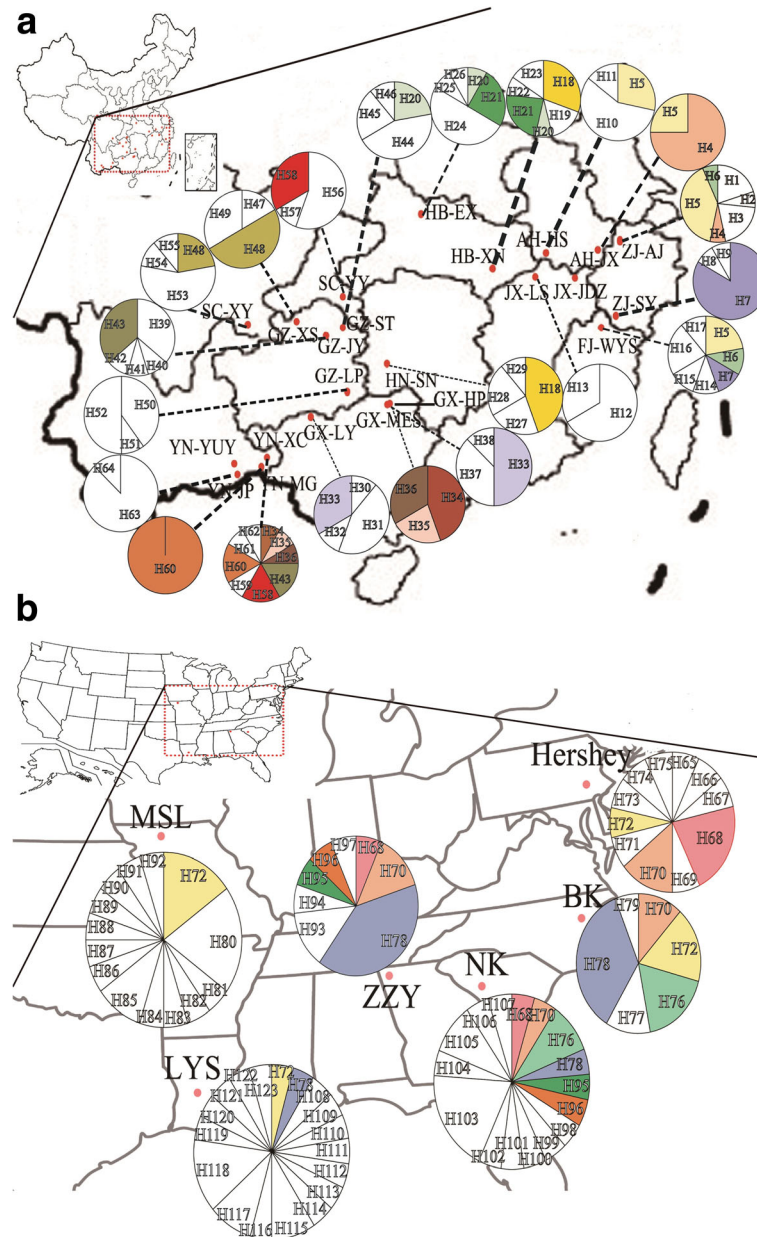 a
H46
H20
H45
H44
H26
H20
H25
H21
H24
H23
H18
H22
H21
H19
H20
H11
H5
H10
H5
H4
H6
H1
H2
H5
H3
H4
H58
H56
H57
H49
H47
H48
H55
H48
H54
H53
HB-EX
HB-XN
AH-HS
AH-JX
ZJ-AJ
H9
H8
H7
SC-YY
JX-LS
JX-JDZ
ZJ-SY
SC-XY
GZ-XS
GZ-ST
GZ-JY
FJ-WYS
H43
H39
H42
H41
H40
H17
H5
H16
H6
H15
H14
H7
GZ-LP
HN-SN
GX-HP
GX-MES
GX-LY
H29
H18
H28
H27
H13
H12
H52
H50
H51
YN-YUY
YN-XC
YN-JP
YN-MG
H64
H63
H33
H30
H32
H31
H36
H34
H35
H38
H33
H37
H60
H62
H34
H35
H61
H36
H60
H43
H59
H58
b
Hershey
MSL
H75
H65
H74
H66
H73
H67
H72
H68
H71
H70
H69
H92
H72
H91
H90
H89
H80
H88
H87
H86
H81
H85
H82
H84
H83
H97
H68
H96
H70
H95
H94
H78
H93
BK
H79
H70
H72
H78
H76
H77
ZZY
NK
H107
H68
H70
H106
H76
H105
H78
H104
H95
H96
H103
H98
H99
H101
H102
H100
LYS
H122
H72
H78
H123
H121
H108
H120
H109
H119
H110
H111
H118
H112
H113
H117
H114
H116
H115